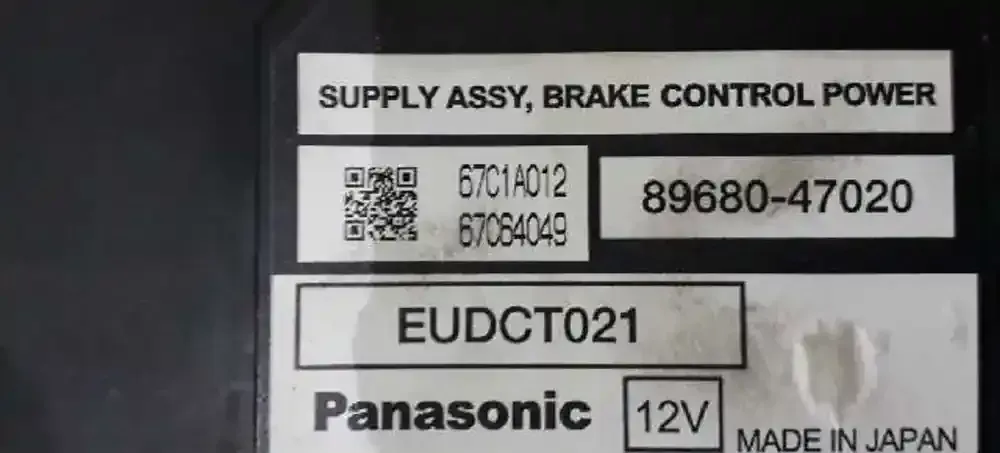 SUPPLY ASSY, BRAKE CONTROL POWER
67C1A012
67C64049
89680-47020
EUDCT021
Panasonic
12V
MADE IN JAPAN